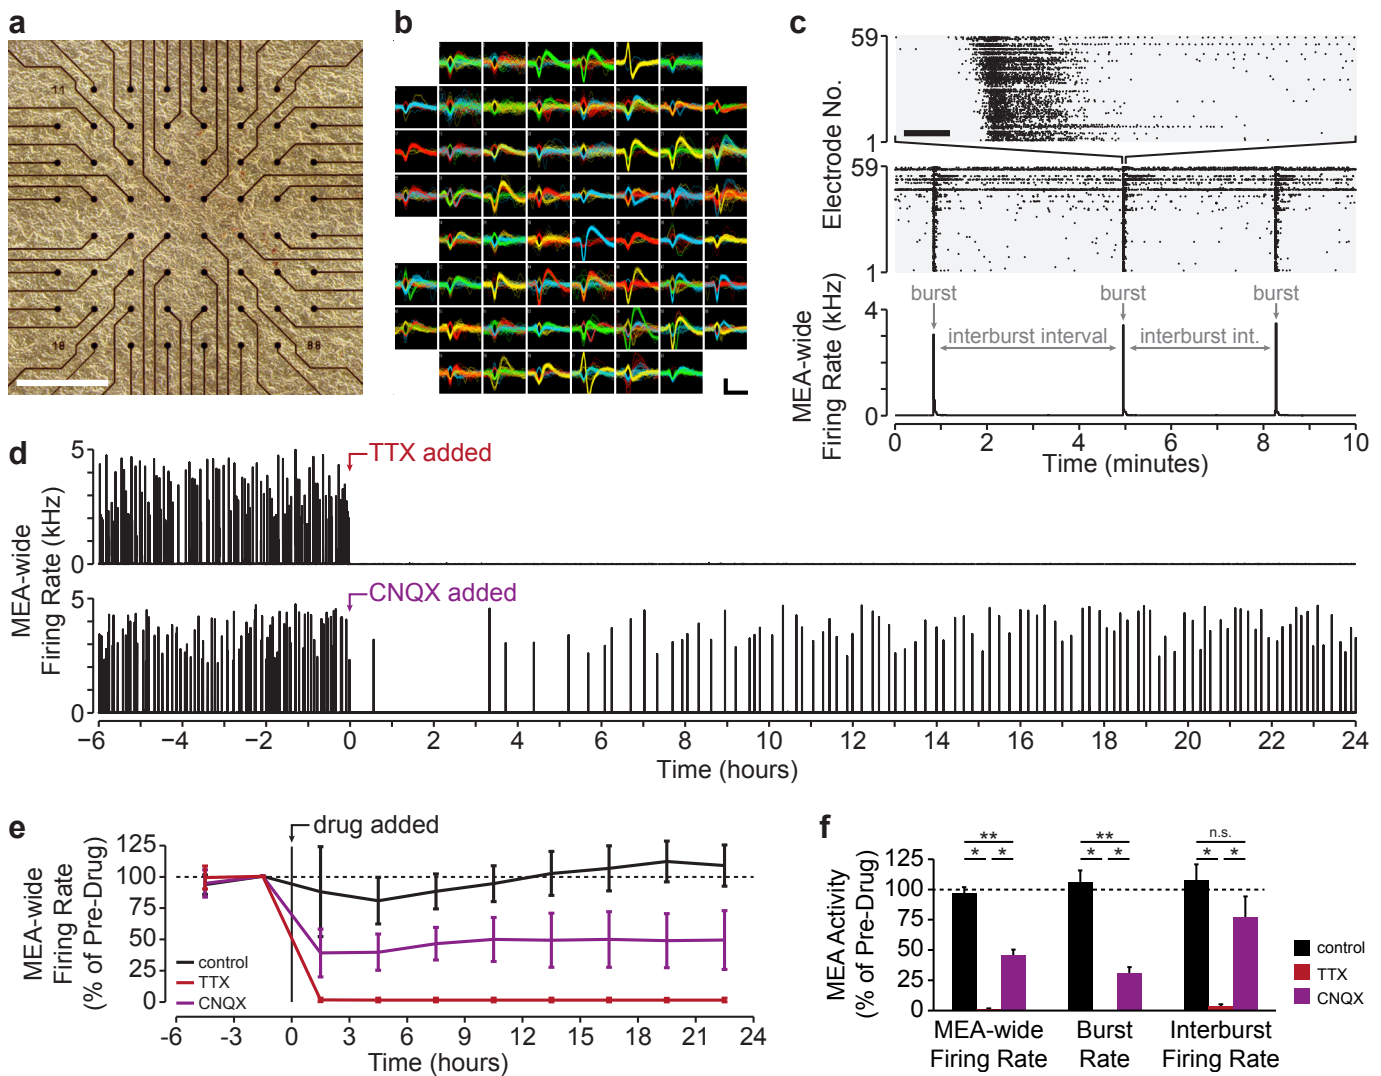 a
11
18
88
b
c
59
Electrode No.
1
59
1
burst
burst
burst
4
interburst interval
interburst int.
MEA-wide
Firing Rate (kHz)
0
0
2
4
6
8
10
Time (minutes)
d
5
TTX added
0
MEA-wide
Firing Rate (kHz)
5
CNQX added
0
−6
−4
−2
0
2
4
6
8
10
12
14
16
18
20
22
24
Time (hours)
e
drug added
125
100
75
50
25
0
MEA-wide
Firing Rate
(% of Pre-Drug)
control
TTX
CNQX
-6
-3
0
3
6
9
12
15
18
21
24
Time (hours)
f
**
* *
**
* *
n.s.
* *
125
100
75
50
25
0
MEA Activity
(% of Pre-Drug)
control
TTX
CNQX
MEA-wide
Firing Rate
Burst
Rate
Interburst
Firing Rate